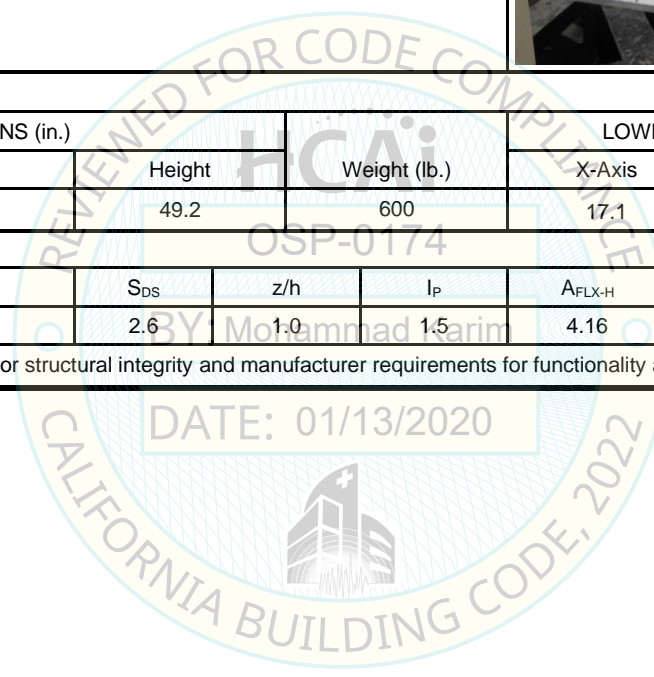 REVIEWED FOR CODE COMPLIANCE
NS (in.)
Height
Weight (lb.)
X-Axis
HCAi
49.2
600
17.1
OSP-0174
SDS
z/h
IP
AFLX-H
2.6
1.0
1.5
4.16
BY: Mohammad Karim
or structural integrity and manufacturer requirements for functionality
DATE: 01/13/2020
CALIFORNIA BUILDING CODE, 2022